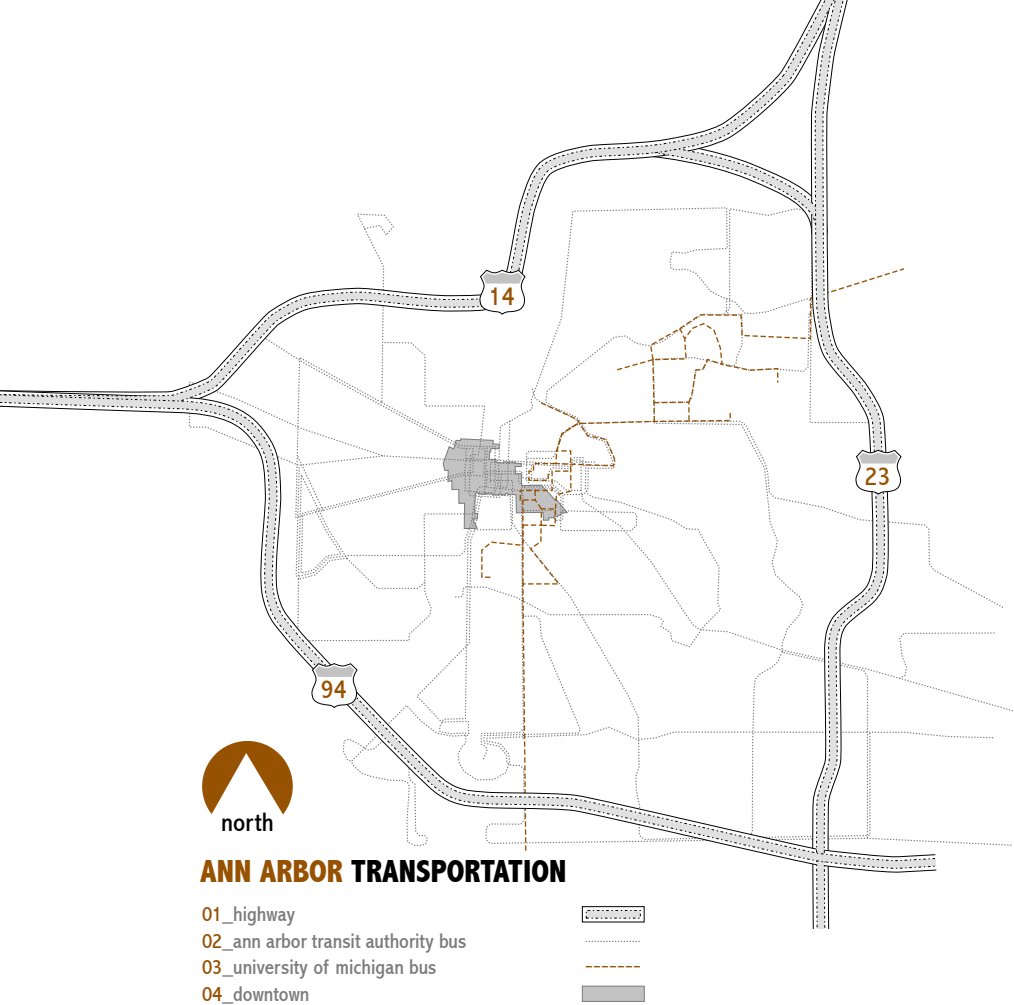 14
23
94
north
ANN ARBOR TRANSPORTATION
01_highway
02_ann arbor transit authority bus
03_university of michigan bus
04_downtown